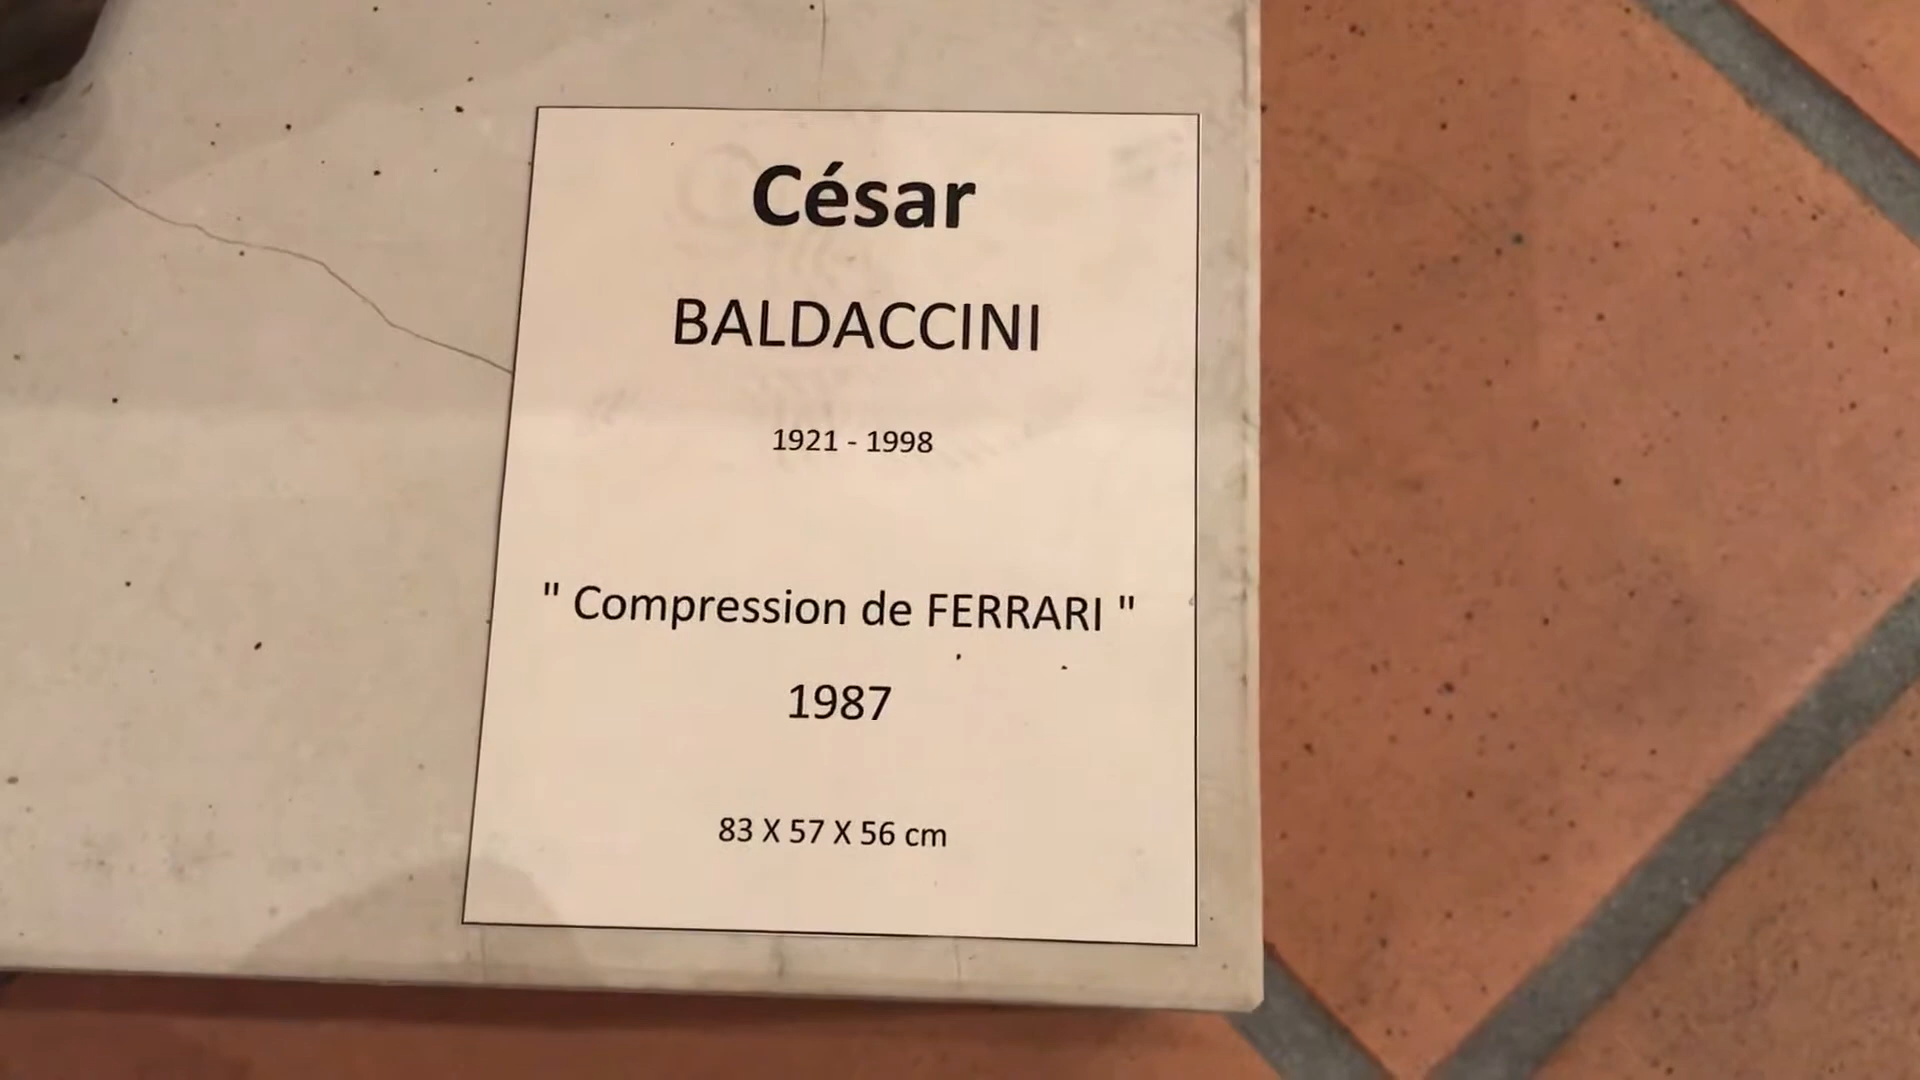 César
BALDACCINI
1921 - 1998
" Compression de FERRARI "
1987
83 X 57 X 56 cm